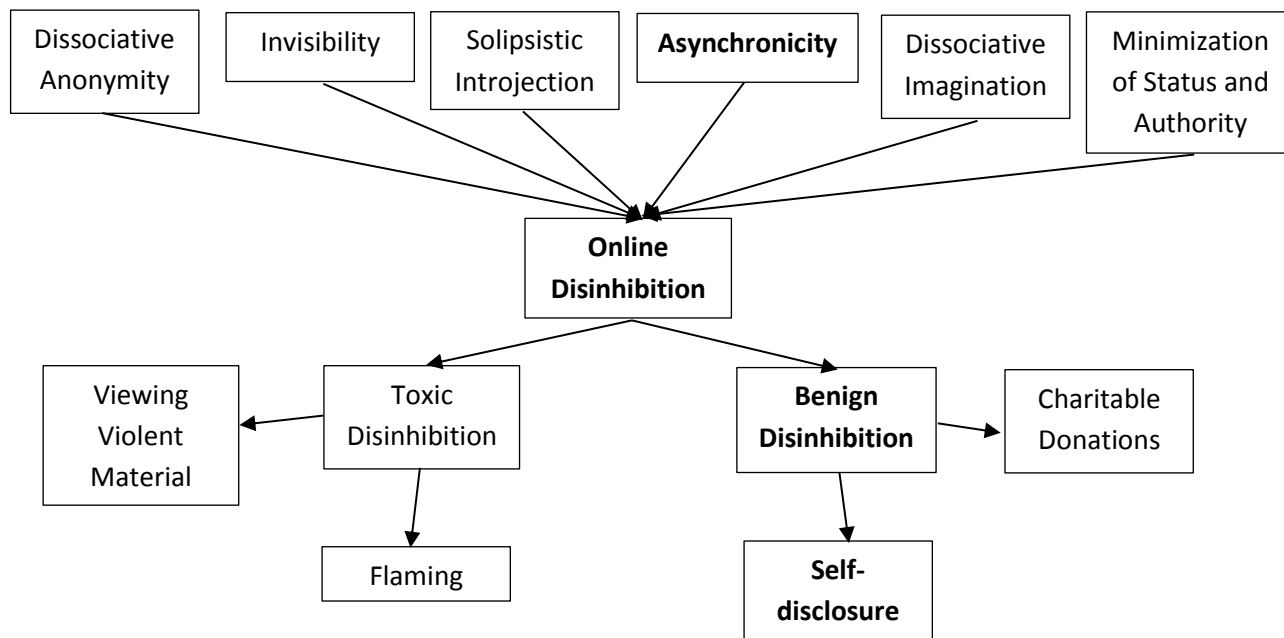 Dissociative
Anonymity
Invisibility
Solipsistic
Introjection
Asynchronicity
Dissociative
Imagination
Minimization
of Status and
Authority
Online
Disinhibition
Viewing
Violent
Material
Toxic
Disinhibition
Benign
Disinhibition
Charitable
Donations
Flaming
Self-
disclosure